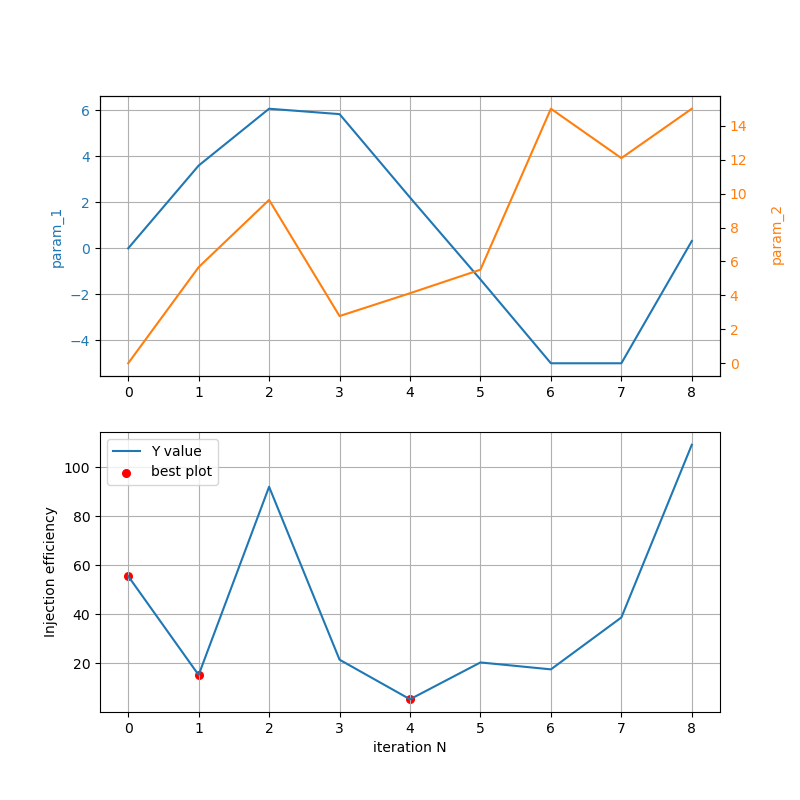 6
4
2
0
−2
−4
param_1
14
12
10
8
6
4
2
0
param_2
0 1 2 3 4 5 6 7 8
Y value
best plot
100
80
60
40
20
Injection efficiency
0 1 2 3 4 5 6 7 8
iteration N